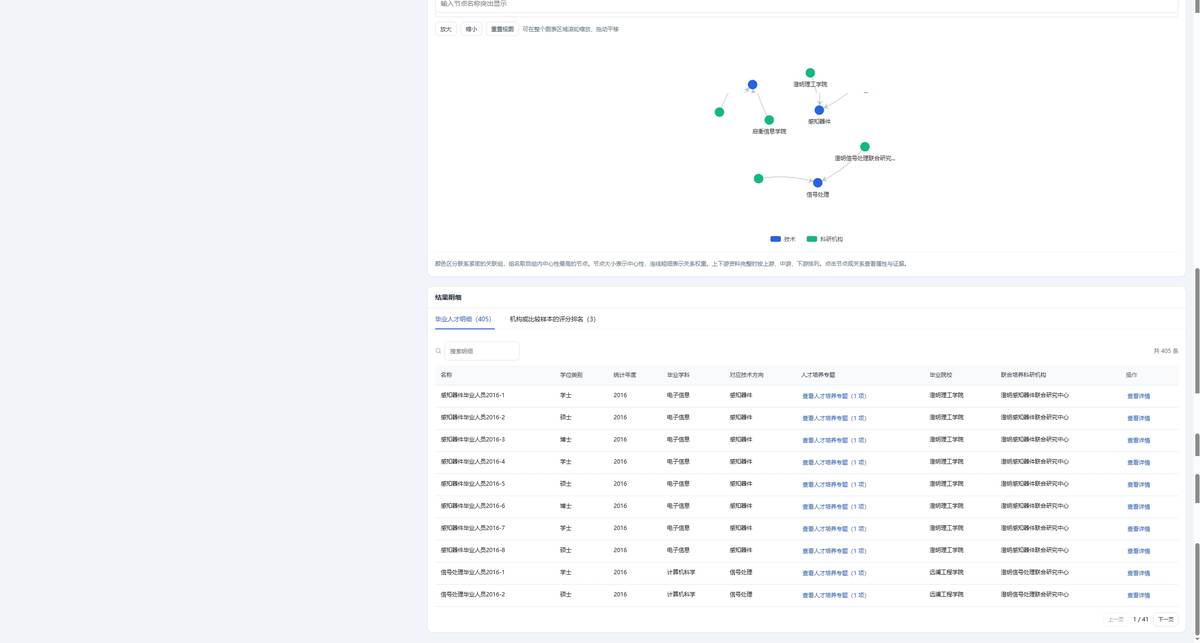 输入节点名称突出显示
放大 缩小 重置视图 可在整个图表区域滚轮缩放、拖动平移
澄明理工学院
感知器件
启衡信息学院
澄明信号处理联合研究...
信号处理
技术 科研机构
颜色区分联系紧密的关联组，组名取自组内中心性最高的节点。节点大小表示中心性，连线粗细表示关系权重。上下游资料完整时按上游、中游、下游排列。点击节点或关系查看属性与证据。
结果明细
毕业人才明细（405） 机构或比较样本的评分排名（3）
搜索明细 共 405 条
名称 学位类别 统计年度 毕业学科 对应技术方向 人才培养专题 毕业院校 联合培养科研机构 操作
感知器件毕业人员2016-1 学士 2016 电子信息 感知器件 查看人才培养专题（1 项） 澄明理工学院 澄明感知器件联合研究中心 查看详情
感知器件毕业人员2016-2 硕士 2016 电子信息 感知器件 查看人才培养专题（1 项） 澄明理工学院 澄明感知器件联合研究中心 查看详情
感知器件毕业人员2016-3 博士 2016 电子信息 感知器件 查看人才培养专题（1 项） 澄明理工学院 澄明感知器件联合研究中心 查看详情
感知器件毕业人员2016-4 学士 2016 电子信息 感知器件 查看人才培养专题（1 项） 澄明理工学院 澄明感知器件联合研究中心 查看详情
感知器件毕业人员2016-5 硕士 2016 电子信息 感知器件 查看人才培养专题（1 项） 澄明理工学院 澄明感知器件联合研究中心 查看详情
感知器件毕业人员2016-6 博士 2016 电子信息 感知器件 查看人才培养专题（1 项） 澄明理工学院 澄明感知器件联合研究中心 查看详情
感知器件毕业人员2016-7 学士 2016 电子信息 感知器件 查看人才培养专题（1 项） 澄明理工学院 澄明感知器件联合研究中心 查看详情
感知器件毕业人员2016-8 硕士 2016 电子信息 感知器件 查看人才培养专题（1 项） 澄明理工学院 澄明感知器件联合研究中心 查看详情
信号处理毕业人员2016-1 学士 2016 计算机科学 信号处理 查看人才培养专题（1 项） 远澜工程学院 澄明信号处理联合研究中心 查看详情
信号处理毕业人员2016-2 硕士 2016 计算机科学 信号处理 查看人才培养专题（1 项） 远澜工程学院 澄明信号处理联合研究中心 查看详情
上一页 1 / 41 下一页